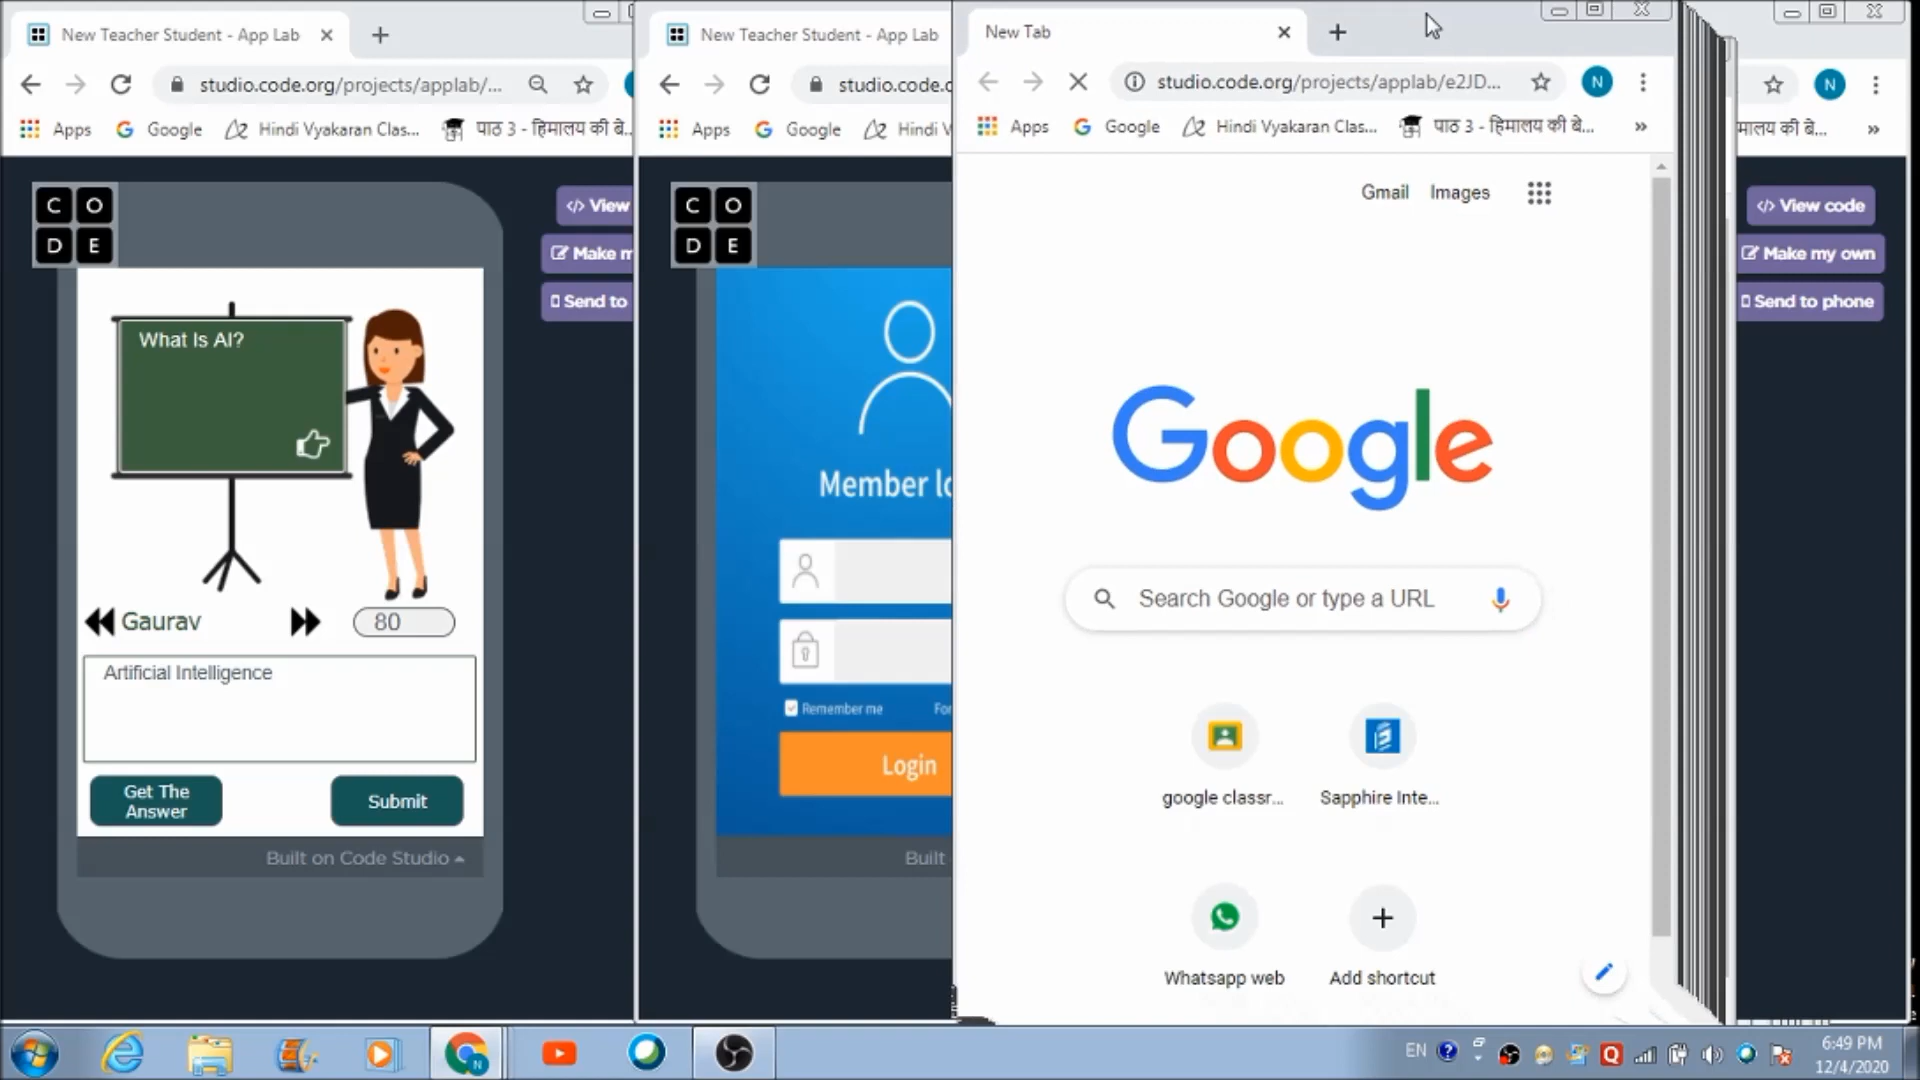 New Teacher Student - App Lab
studio.code.org/projects/applab/...
Apps
Google
Hindi Vyakaran Clas...
पाठ 3 - हिमालय की बे..
C O
D E
View
Make m
Send to
What Is AI?
Gaurav
80
Artificial Intelligence
Get The
Answer
Submit
Built on Code Studio
New Teacher Student - App Lab
studio.code.o
Apps
Google
Hindi V
C O
D E
Member lo
Remember me
For
Login
Built
New Tab
studio.code.org/projects/applab/e2JD...
N
Apps
Google
Hindi Vyakaran Clas...
पाठ 3 - हिमालय की बे...
»
Gmail
Images
Google
Search Google or type a URL
google classr...
Sapphire Inte...
Whatsapp web
Add shortcut
N
मालय की बे...
»
</> View code
Make my own
Send to phone
EN
6:49 PM
12/4/2020